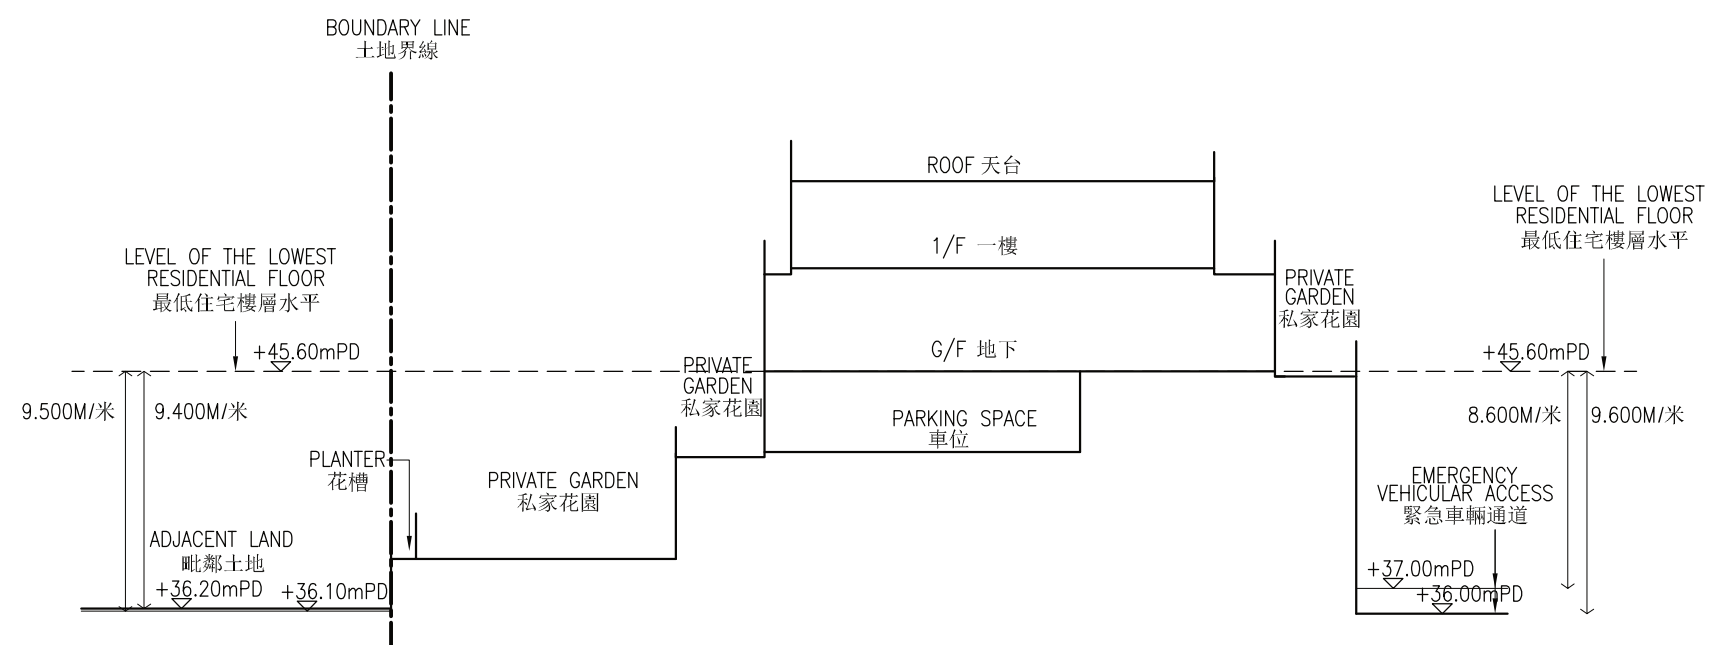 BOUNDARY LINE
土地界線
ROOF 天台
LEVEL OF THE LOWEST
RESIDENTIAL FLOOR
最低住宅樓層水平
1/F 一樓
LEVEL OF THE LOWEST
RESIDENTIAL FLOOR
最低住宅樓層水平
PRIVATE
GARDEN
私家花園
+45.60mPD
G/F 地下
+45.60mPD
PRIVATE
GARDEN
私家花園
9.500M/米
9.400M/米
PARKING SPACE
車位
8.600M/米
9.600M/米
PLANTER
花槽
PRIVATE GARDEN
私家花園
EMERGENCY
VEHICULAR ACCESS
緊急車輛通道
ADJACENT LAND
毗鄰土地
+36.20mPD
+36.10mPD
+37.00mPD
+36.00mPD